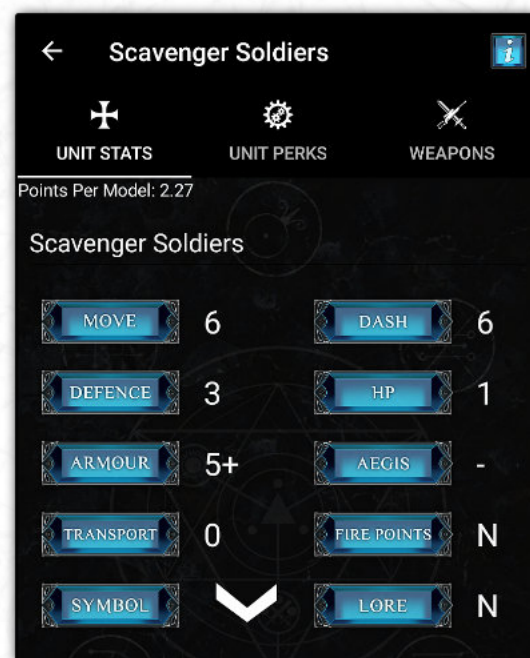 Scavenger Soldiers
UNIT STATS UNIT PERKS WEAPONS
Points Per Model: 2.27
Scavenger Soldiers
MOVE 6 DASH 6
DEFENCE 3 HP 1
ARMOUR 5+ AEGIS -
TRANSPORT 0 FIRE POINTS N
SYMBOL LORE N